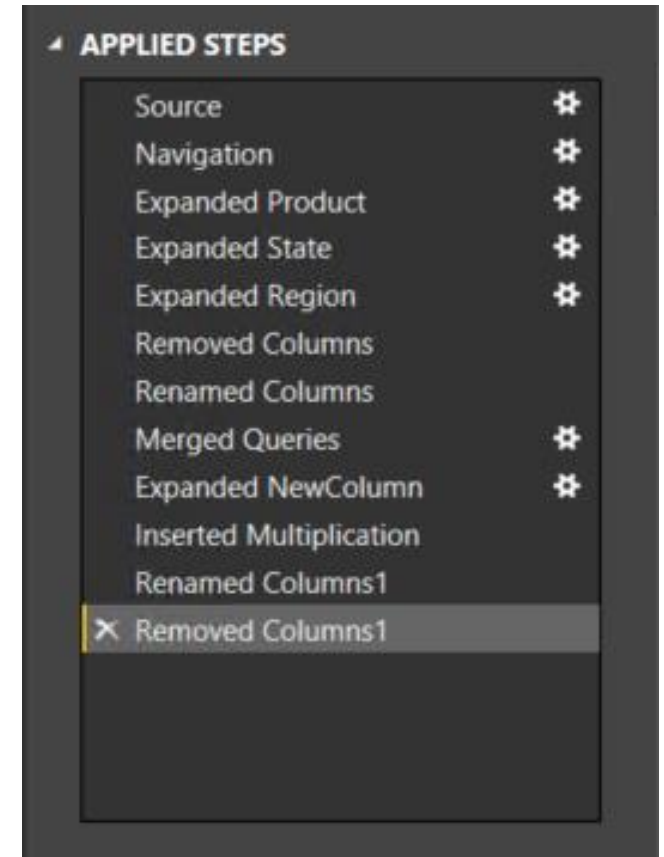 APPLIED STEPS
Source
Navigation
Expanded Product
Expanded State
Expanded Region
Removed Columns
Renamed Columns
Merged Queries
Expanded NewColumn
Inserted Multiplication
Renamed Columns1
Removed Columns1